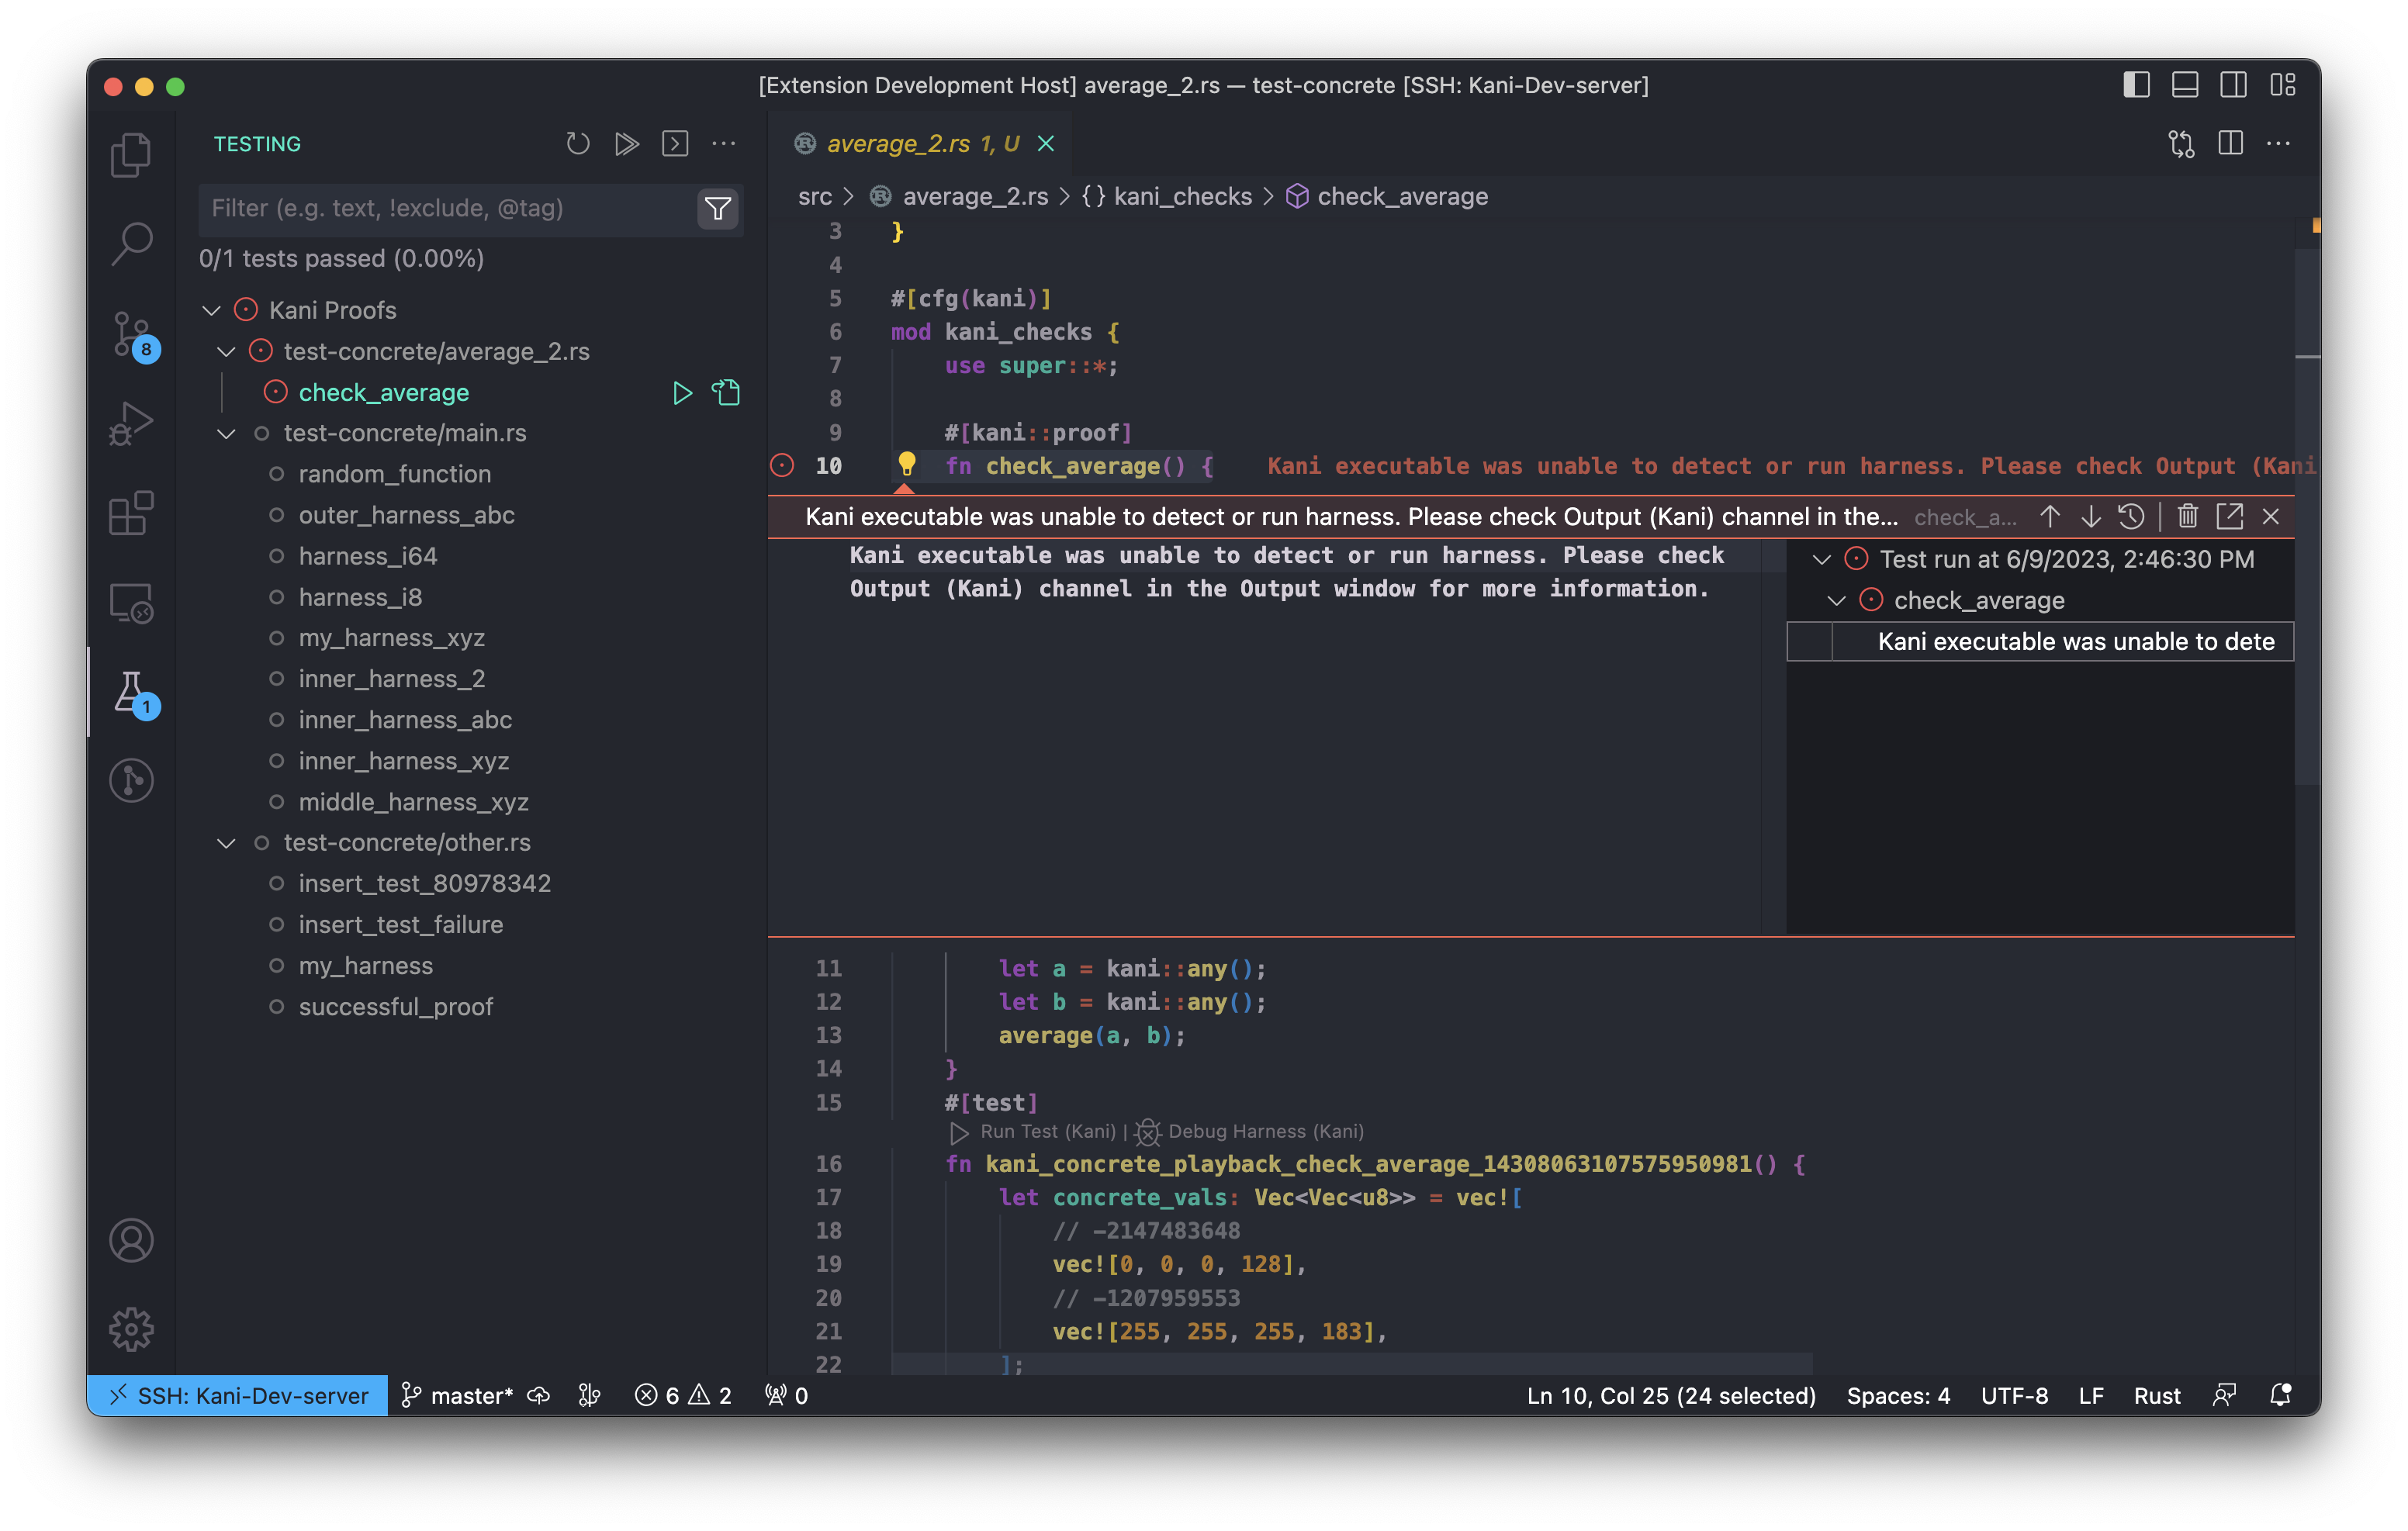 [Extension Development Host] average_2.rs — test-concrete [SSH: Kani-Dev-server]
TESTING
Filter (e.g. text, !exclude, @tag)
0/1 tests passed (0.00%)
Kani Proofs
test-concrete/average_2.rs
check_average
test-concrete/main.rs
random_function
outer_harness_abc
harness_i64
harness_i8
my_harness_xyz
inner_harness_2
inner_harness_abc
inner_harness_xyz
middle_harness_xyz
test-concrete/other.rs
insert_test_80978342
insert_test_failure
my_harness
successful_proof
8
1
average_2.rs 1, U
src > average_2.rs > {} kani_checks > check_average
3 }
4
5 #[cfg(kani)]
6 mod kani_checks {
7 use super::*;
8
9 #[kani::proof]
10 fn check_average() { Kani executable was unable to detect or run harness. Please check Output (Kani
Kani executable was unable to detect or run harness. Please check Output (Kani) channel in the... check_a...
Kani executable was unable to detect or run harness. Please check
Output (Kani) channel in the Output window for more information.
Test run at 6/9/2023, 2:46:30 PM
check_average
Kani executable was unable to dete
11 let a = kani::any();
12 let b = kani::any();
13 average(a, b);
14 }
15 #[test]
Run Test (Kani) | Debug Harness (Kani)
16 fn kani_concrete_playback_check_average_14308063107575950981() {
17 let concrete_vals: Vec<Vec<u8>> = vec![
18 // -2147483648
19 vec![0, 0, 0, 128],
20 // -1207959553
21 vec![255, 255, 255, 183],
22 ];
SSH: Kani-Dev-server master* 6 2 0 Ln 10, Col 25 (24 selected) Spaces: 4 UTF-8 LF Rust